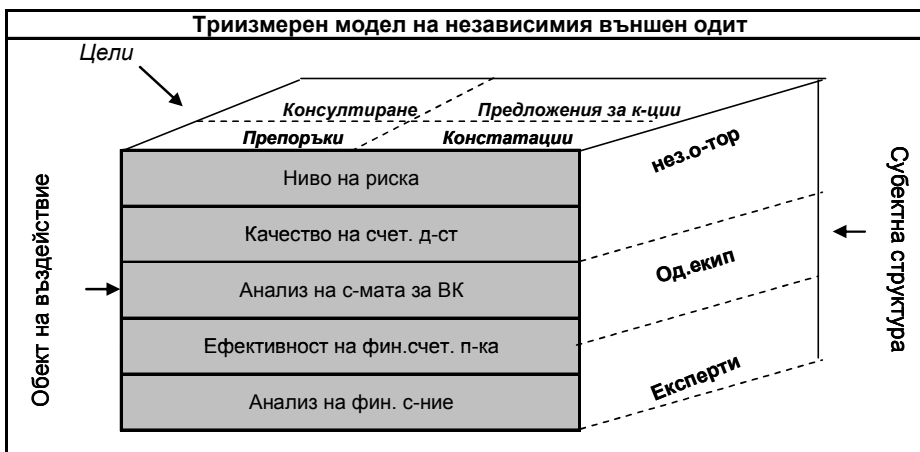 Триизмерен модел на независимия външен одит
Цели
Консултиране
Предложения за к-ции
Препоръки
Констатации
Ниво на риска
Качество на счет. д-ст
Анализ на с-мата за ВК
Ефективност на фин.счет. п-ка
Анализ на фин. с-ние
нез.о-тор
Од.екип
Експерти
Обект на въздействие
Субектна структура